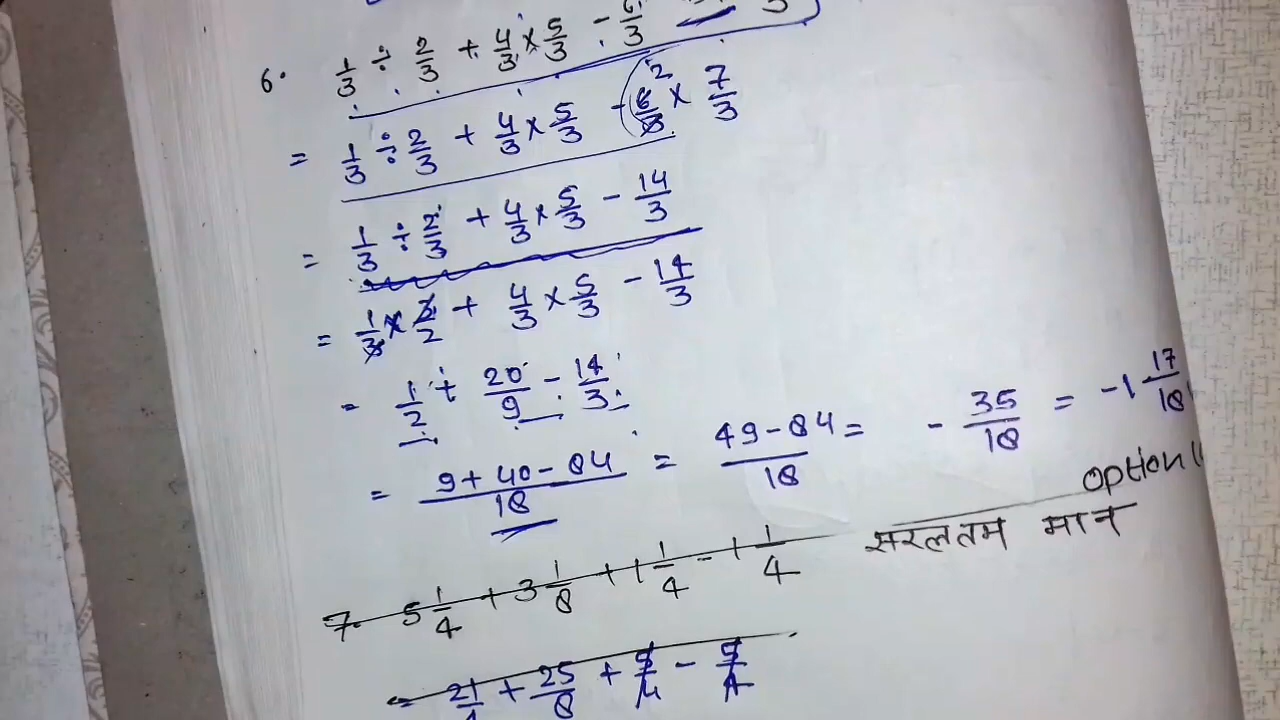 6. 1/3 ÷ 2/3 + 4/3 × 5/3 - 6/3
= 1/3 ÷ 2/3 + 4/3 × 5/3 - (6/3 2 × 7/3
= 1/3 ÷ 2/3 + 4/3 × 5/3 - 14/3
= 1/3 × 3/2 + 4/3 × 5/3 - 14/3
= 1/2 + 20/9 - 14/3
= 9+40-84/18 = 49-84/18 = - 35/18 = -1 17/18
option
7. 5 1/4 + 3 1/8 + 1 1/4 - 1 1/4 सरलतम मान
= 21/4 + 25/8 + 5/4 - 5/4